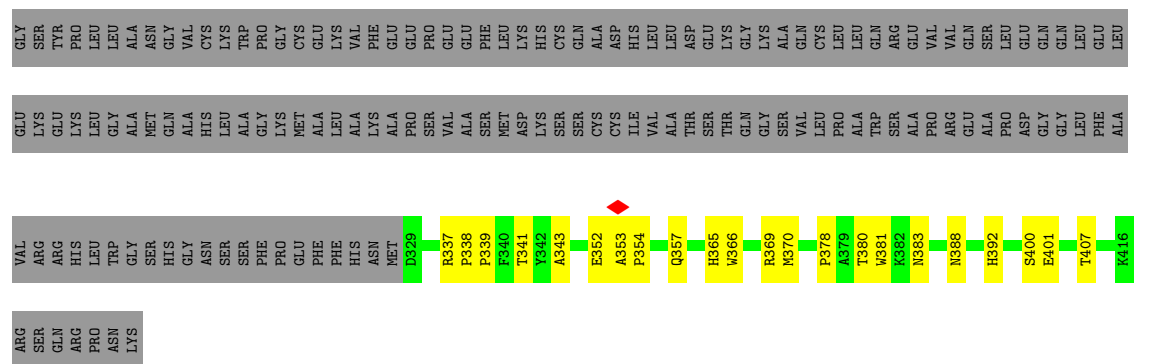 GLY SER TYR PRO LEU LEU ALA ASN GLY VAL CYS LYS TRP PRO GLY CYS GLU LYS VAL PHE GLU GLU PRO GLU GLU PHE LEU LYS HIS CYS GLN ALA ASP HIS LEU LEU ASP GLU LYS GLY LYS ALA GLN CYS LEU LEU GLN ARG GLU VAL VAL GLN SER LEU GLU GLN GLN LEU GLU LEU
GLU LYS GLU LYS LEU GLY ALA MET GLN ALA HIS LEU ALA GLY LYS MET ALA LEU ALA LYS ALA PRO SER VAL ALA SER MET ASP LYS SER SER CYS CYS ILE VAL ALA THR SER THR GLN GLY SER VAL LEU PRO ALA TRP SER ALA PRO ARG GLU ALA PRO ASP GLY GLY LEU PHE ALA
VAL ARG ARG HIS LEU TRP GLY SER HIS GLY ASN SER SER PHE PRO GLU PHE PHE HIS ASN MET D329 R337 P338 P339 F340 T341 Y342 A343 E352 A353 P354 Q357 H365 W366 R369 M370 P378 A379 T380 W381 K382 N383 N388 H392 S400 E401 T407 K416
ARG SER GLN ARG PRO ASN LYS